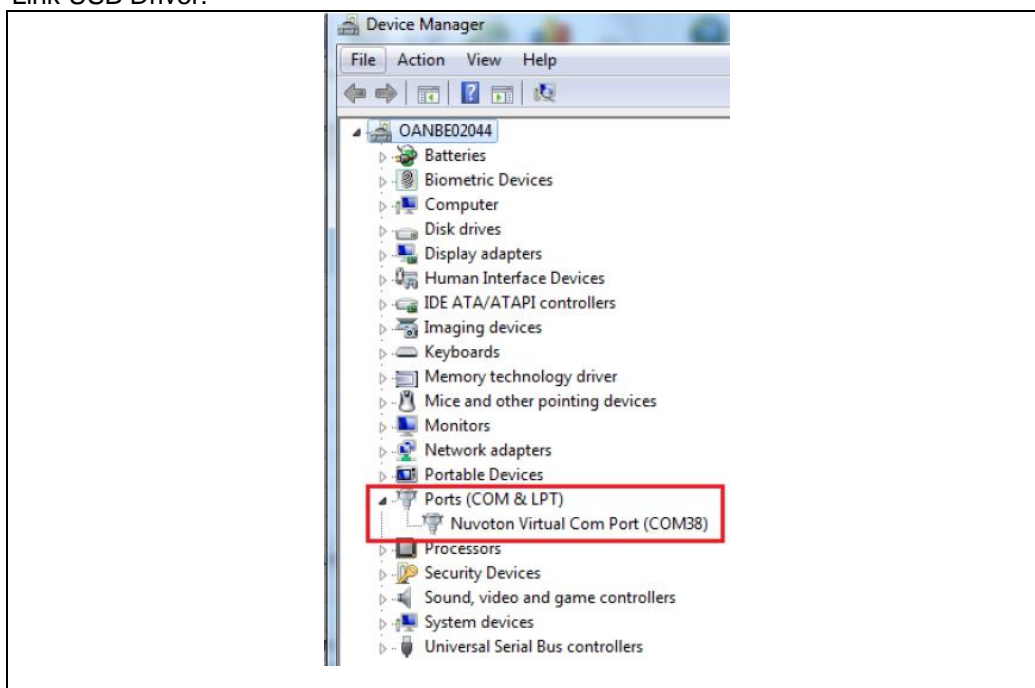 Link USB Driver.
Device Manager
File Action View Help
OANBE02044
Batteries
Biometric Devices
Computer
Disk drives
Display adapters
Human Interface Devices
IDE ATA/ATAPI controllers
Imaging devices
Keyboards
Memory technology driver
Mice and other pointing devices
Monitors
Network adapters
Portable Devices
Ports (COM & LPT)
Nuvoton Virtual Com Port (COM38)
Processors
Security Devices
Sound, video and game controllers
System devices
Universal Serial Bus controllers